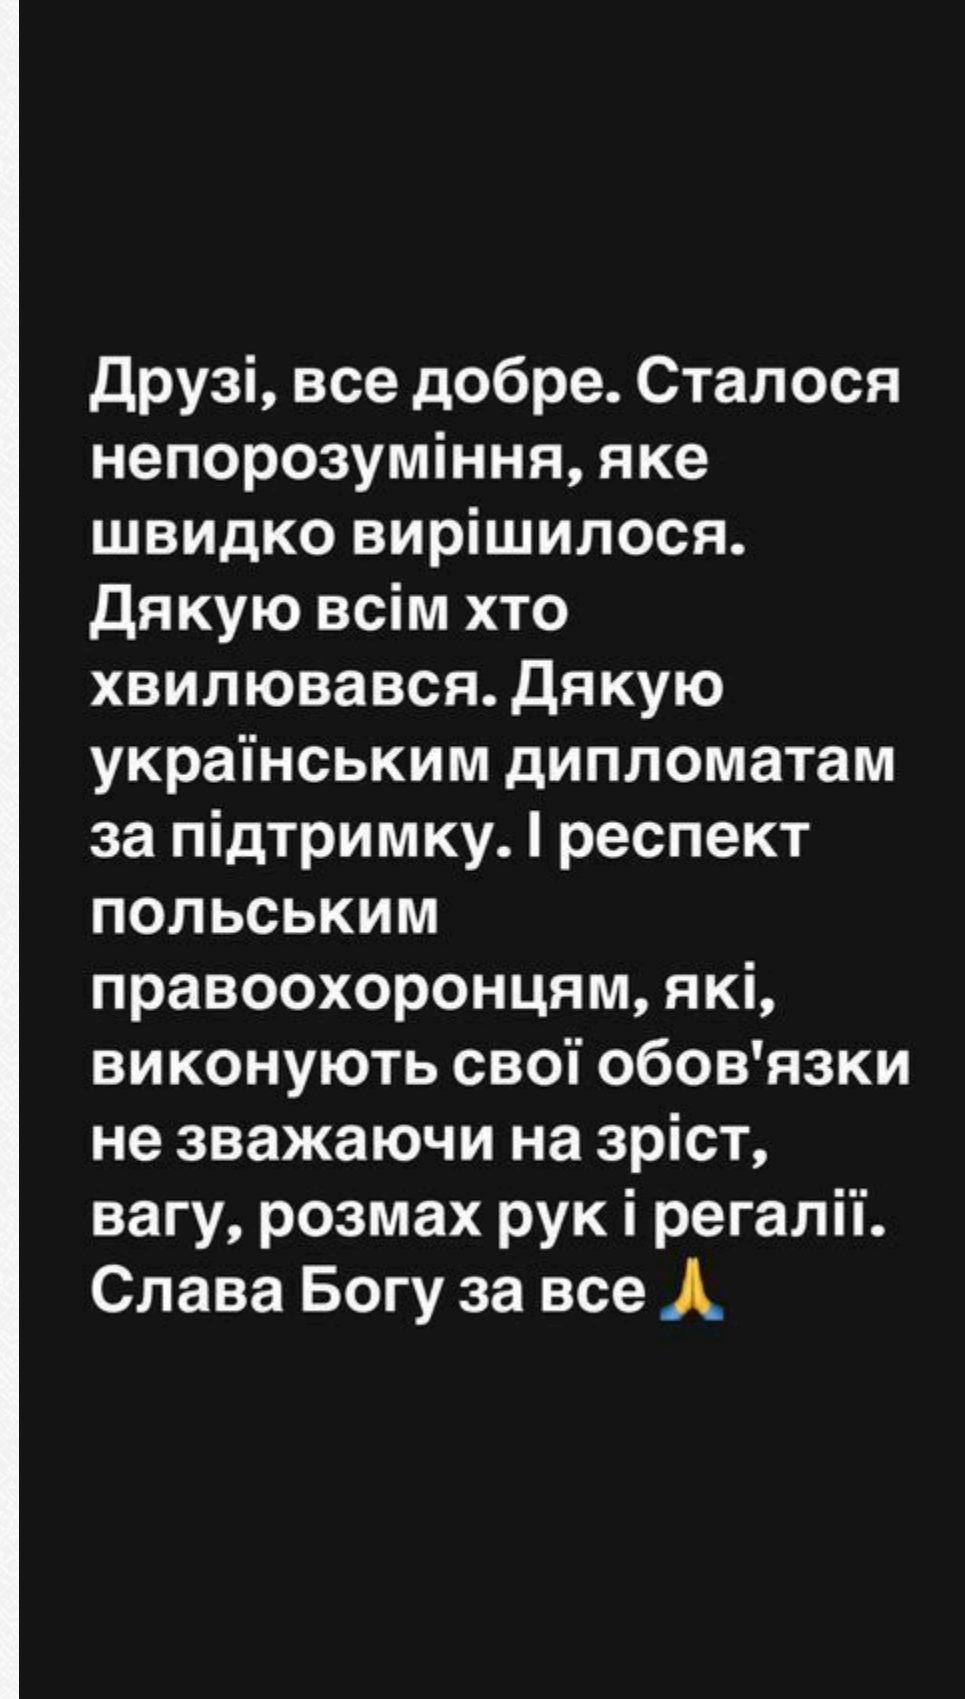 Друзі, все добре. Сталося
непорозуміння, яке
швидко вирішилося.
Дякую всім хто
хвилювався. Дякую
українським дипломатам
за підтримку. І респект
польським
правоохоронцям, які,
виконують свої обов'язки
не зважаючи на зріст,
вагу, розмах рук і регалії.
Слава Богу за все 🙏